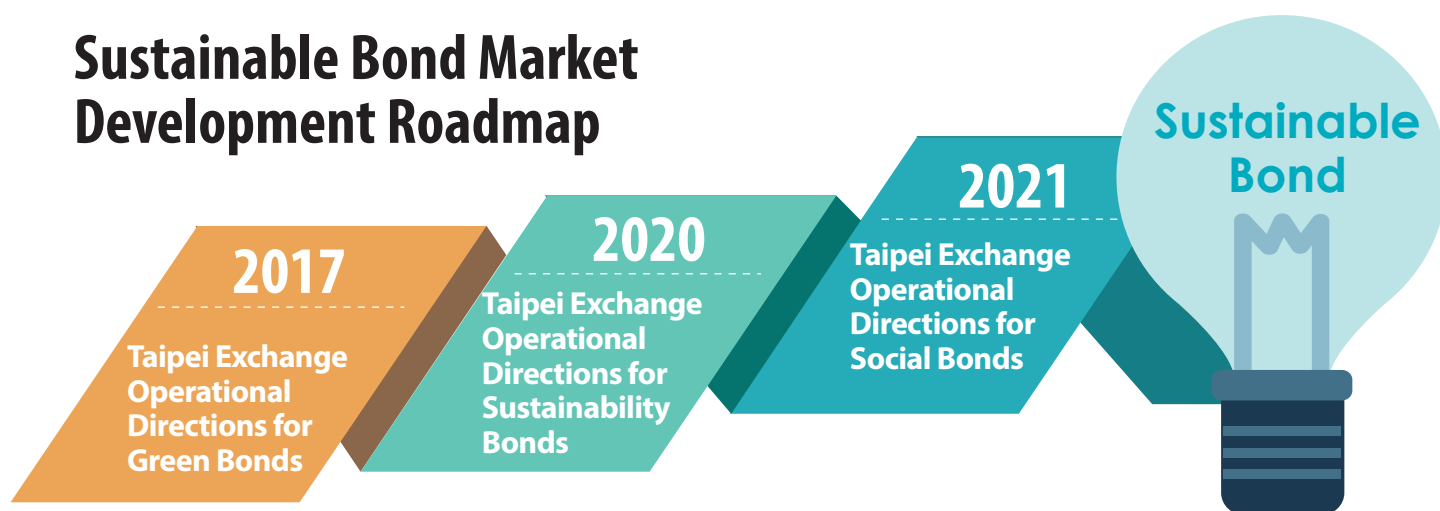 Sustainable Bond Market
Development Roadmap
2017
Taipei Exchange
Operational
Directions for
Green Bonds
2020
Taipei Exchange
Operational
Directions for
Sustainability
Bonds
2021
Taipei Exchange
Operational
Directions for
Social Bonds
Sustainable
Bond